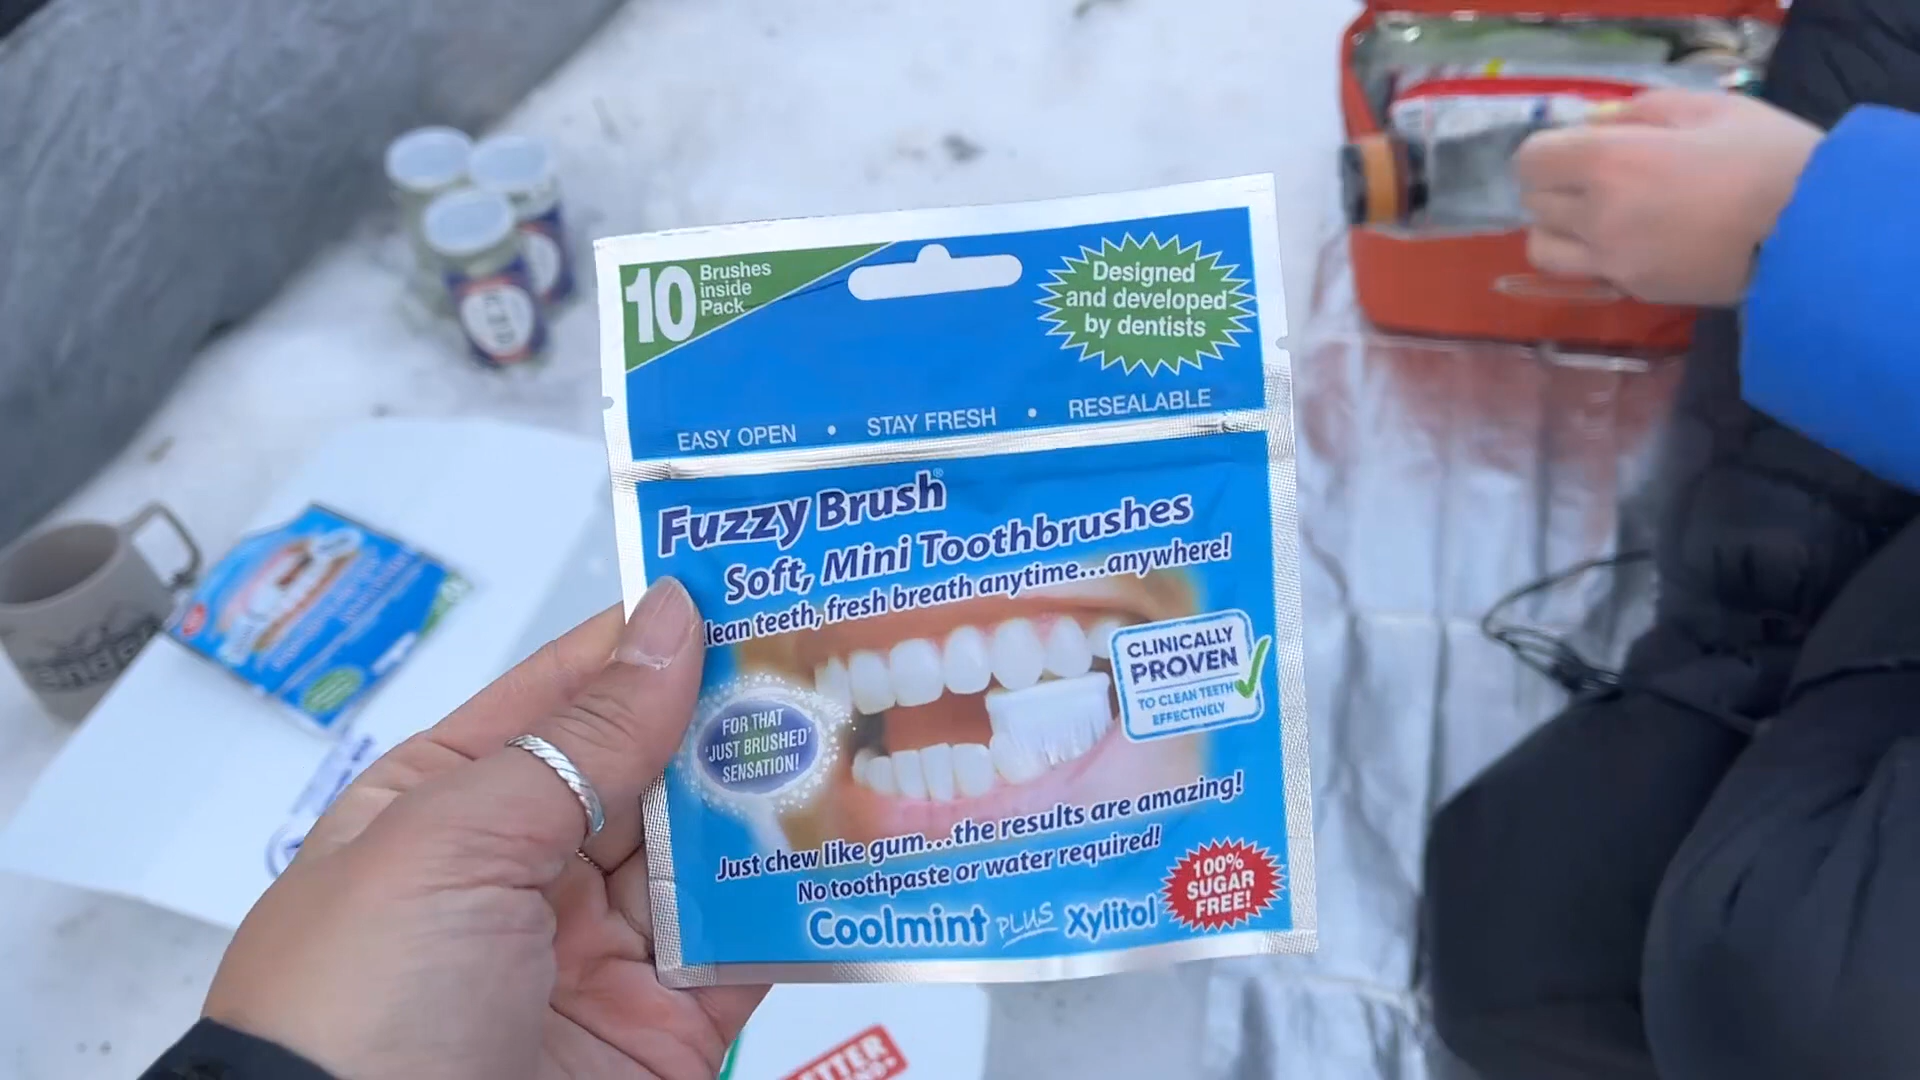 10 Brushes
inside
Pack
Designed
and developed
by dentists
EASY OPEN • STAY FRESH • RESEALABLE
Fuzzy Brush®
Soft, Mini Toothbrushes
lean teeth, fresh breath anytime...anywhere!
CLINICALLY
PROVEN
TO CLEAN TEETH
EFFECTIVELY
FOR THAT
'JUST BRUSHED'
SENSATION!
Just chew like gum...the results are amazing!
No toothpaste or water required!
100%
SUGAR
FREE!
Coolmint PLUS Xylitol